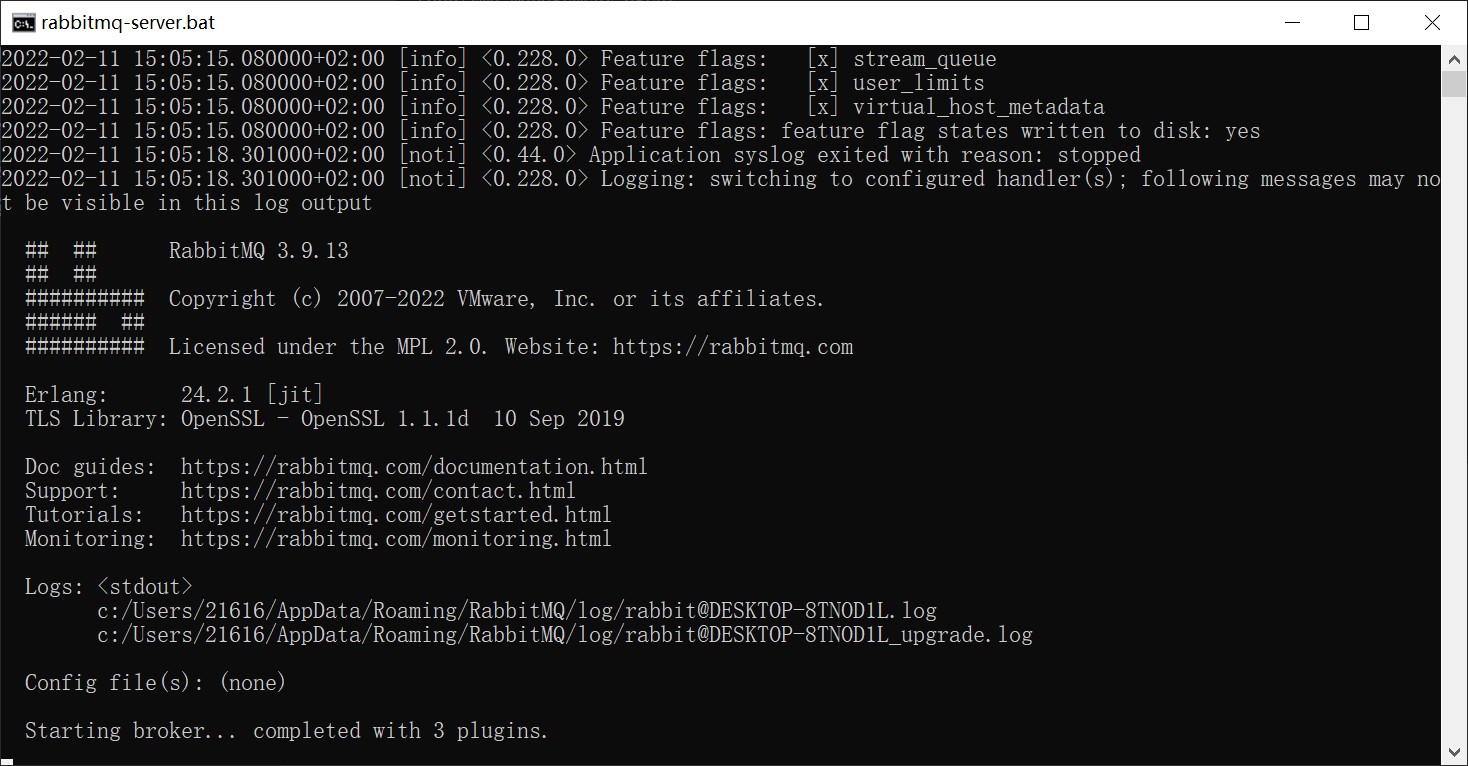 rabbitmq-server.bat
2022-02-11 15:05:15.080000+02:00 [info] <0.228.0> Feature flags:   [x] stream_queue
2022-02-11 15:05:15.080000+02:00 [info] <0.228.0> Feature flags:   [x] user_limits
2022-02-11 15:05:15.080000+02:00 [info] <0.228.0> Feature flags:   [x] virtual_host_metadata
2022-02-11 15:05:15.080000+02:00 [info] <0.228.0> Feature flags: feature flag states written to disk: yes
2022-02-11 15:05:18.301000+02:00 [noti] <0.44.0> Application syslog exited with reason: stopped
2022-02-11 15:05:18.301000+02:00 [noti] <0.228.0> Logging: switching to configured handler(s); following messages may no
t be visible in this log output
  ##  ##      RabbitMQ 3.9.13
  ##  ##
  ##########  Copyright (c) 2007-2022 VMware, Inc. or its affiliates.
  ######  ##
  ##########  Licensed under the MPL 2.0. Website: https://rabbitmq.com
  Erlang:      24.2.1 [jit]
  TLS Library: OpenSSL - OpenSSL 1.1.1d  10 Sep 2019
  Doc guides:  https://rabbitmq.com/documentation.html
  Support:     https://rabbitmq.com/contact.html
  Tutorials:   https://rabbitmq.com/getstarted.html
  Monitoring:  https://rabbitmq.com/monitoring.html
  Logs: <stdout>
        c:/Users/21616/AppData/Roaming/RabbitMQ/log/rabbit@DESKTOP-8TNOD1L.log
        c:/Users/21616/AppData/Roaming/RabbitMQ/log/rabbit@DESKTOP-8TNOD1L_upgrade.log
  Config file(s): (none)
  Starting broker... completed with 3 plugins.